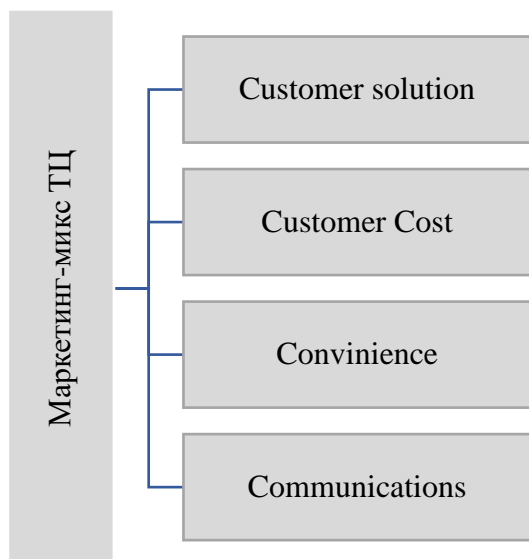 Маркетинг-микс ТЦ
Customer solution
Customer Cost
Convinience
Communications